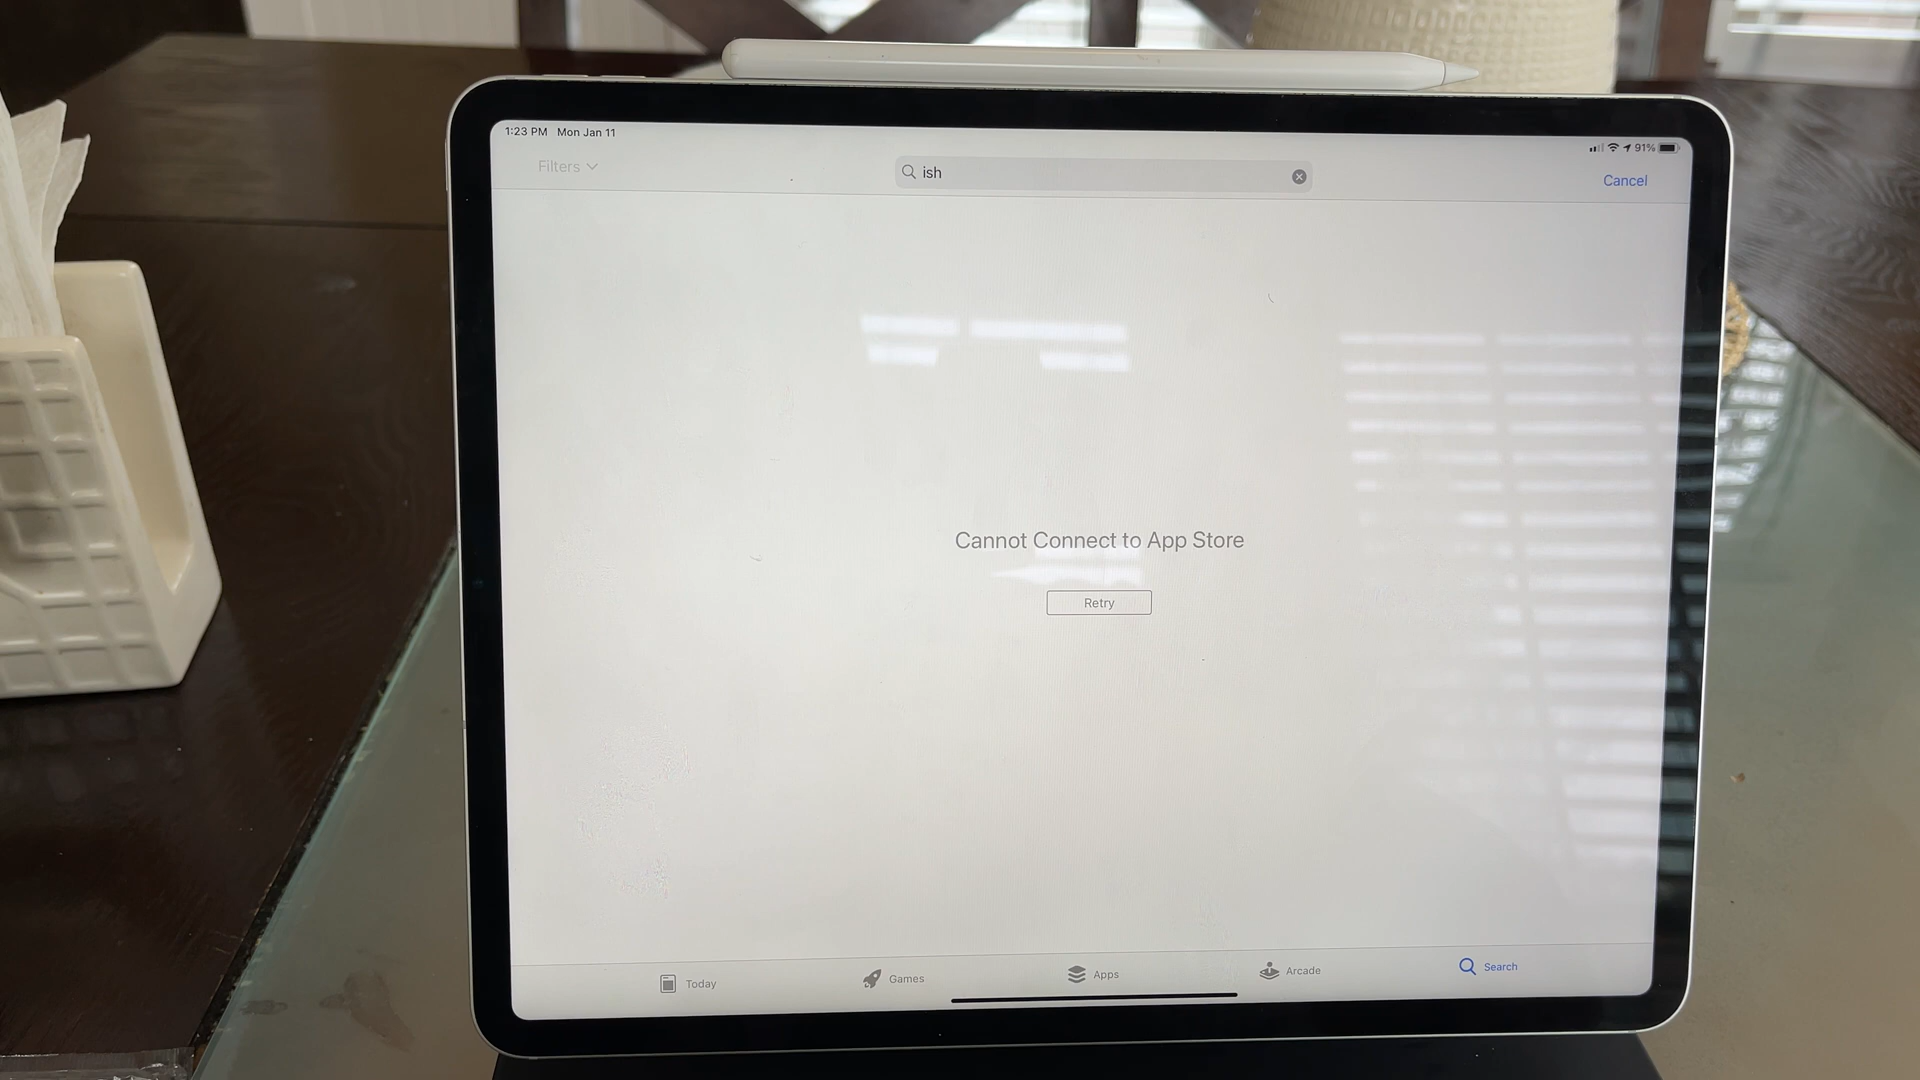 1:23 PM Mon Jan 11
91%
Filters
ish
Cancel
Cannot Connect to App Store
Retry
Today
Games
Apps
Arcade
Search